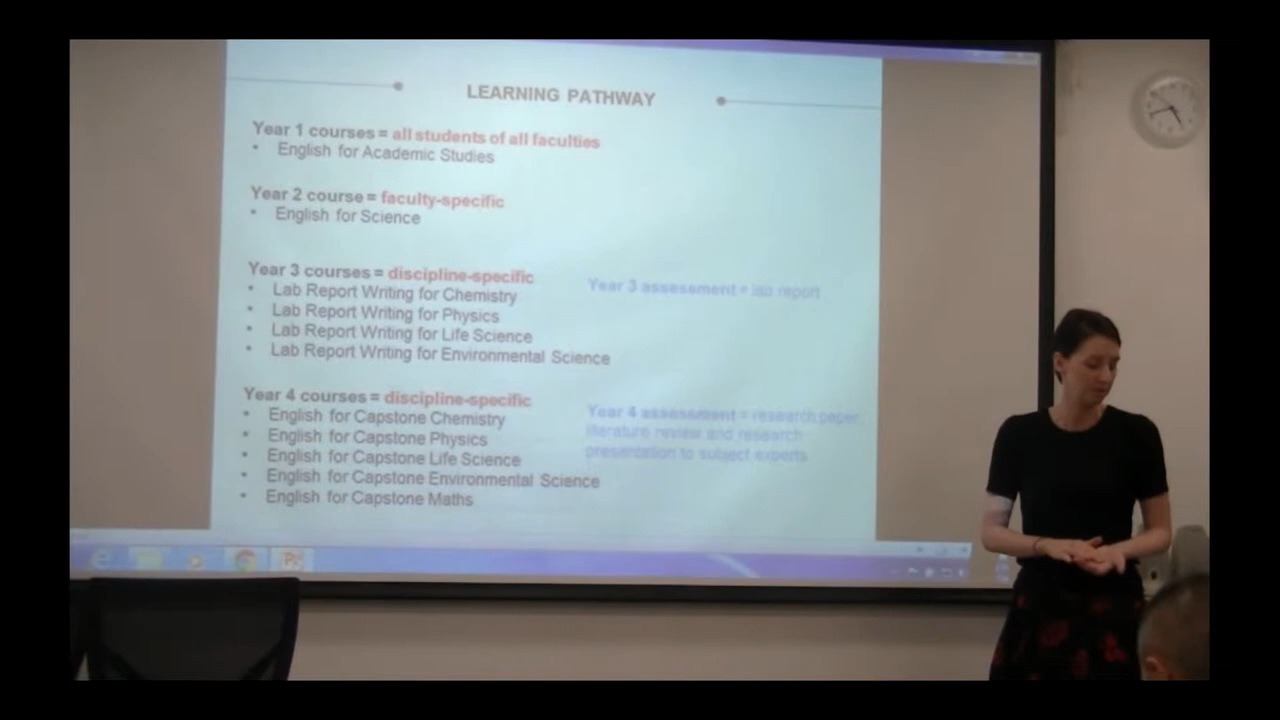 LEARNING PATHWAY
Year 1 courses = all students of all faculties
• English for Academic Studies
Year 2 course = faculty-specific
• English for Science
Year 3 courses = discipline-specific
Year 3 assessment = lab report
• Lab Report Writing for Chemistry
• Lab Report Writing for Physics
• Lab Report Writing for Life Science
• Lab Report Writing for Environmental Science
Year 4 courses = discipline-specific
• English for Capstone Chemistry
• English for Capstone Physics
• English for Capstone Life Science
• English for Capstone Environmental Science
• English for Capstone Maths
Year 4 assessment = research paper
literature review and research
presentation to subject experts